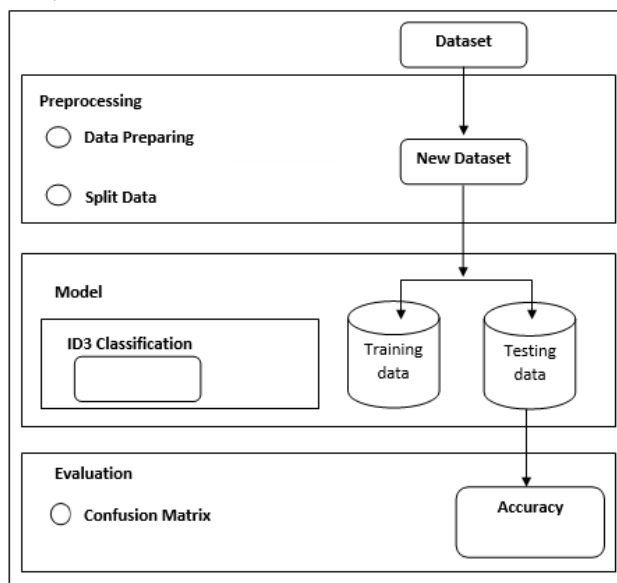 Dataset
Preprocessing
Data Preparing
New Dataset
Split Data
Model
ID3 Classification
Training
data
Testing
data
Evaluation
Confusion Matrix
Accuracy